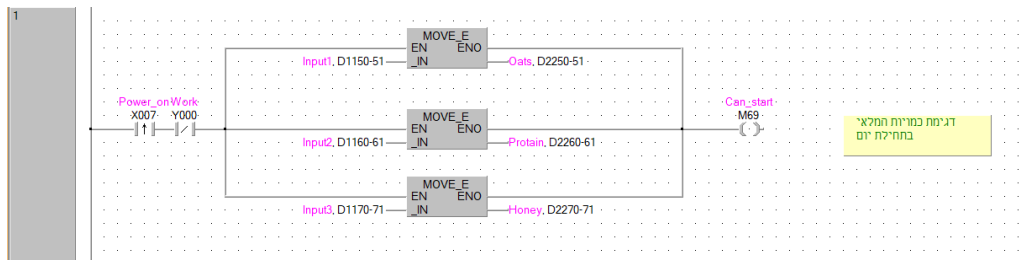 1
MOVE_E
EN ENO
Input1, D1150-51 _IN Oats, D2250-51
Power_on Work
X007 Y000
MOVE_E
EN ENO
Input2, D1160-61 _IN Protain, D2260-61
Can_start
M69
דגימת כמויות המלאי
בתחילת יום
MOVE_E
EN ENO
Input3, D1170-71 _IN Honey, D2270-71